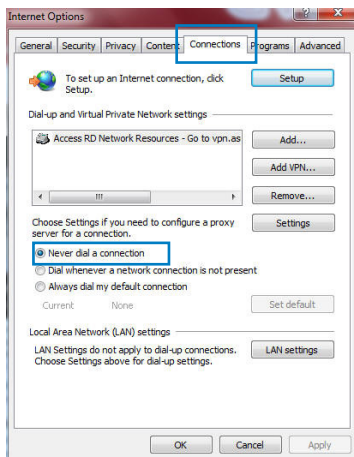 Internet Options
General Security Privacy Content Connections Programs Advanced
To set up an Internet connection, click
Setup.
Setup
Dial-up and Virtual Private Network settings
Access RD Network Resources - Go to vpn.as
Add...
Add VPN...
Remove...
Choose Settings if you need to configure a proxy
server for a connection.
Settings
Never dial a connection
Dial whenever a network connection is not present
Always dial my default connection
Current None
Set default
Local Area Network (LAN) settings
LAN Settings do not apply to dial-up connections.
Choose Settings above for dial-up settings.
LAN settings
OK Cancel Apply